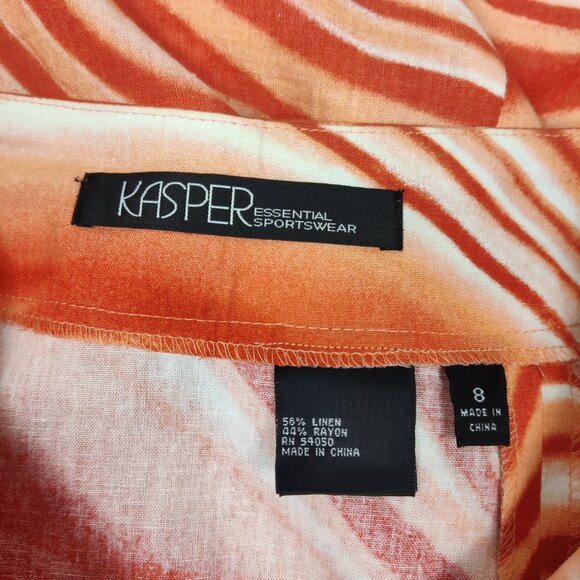 KASPER ESSENTIAL
SPORTSWEAR
56% LINEN
44% RAYON
RN 54050
MADE IN CHINA
8
MADE IN
CHINA